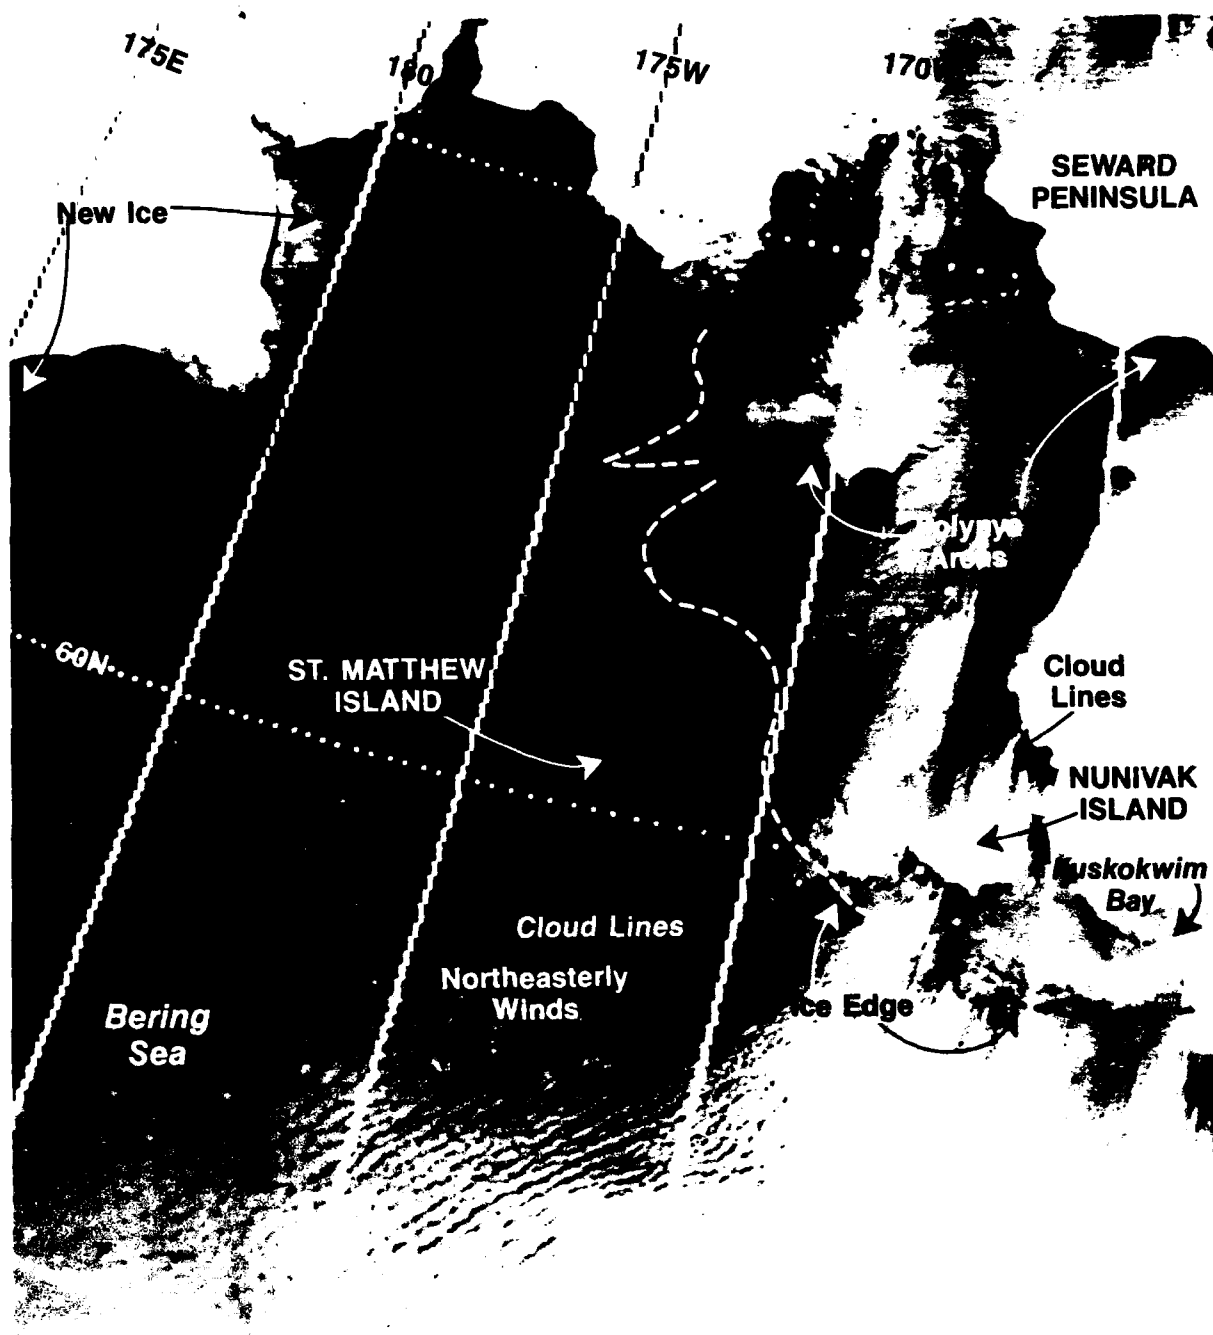 175E
180
175W
170
SEWARD
PENINSULA
New Ice
Areas
60N
ST. MATTHEW
ISLAND
Cloud
Lines
NUNIVAK
ISLAND
Kuskokwim
Bay
Cloud Lines
Northeasterly
Winds
Ice Edge
Bering
Sea